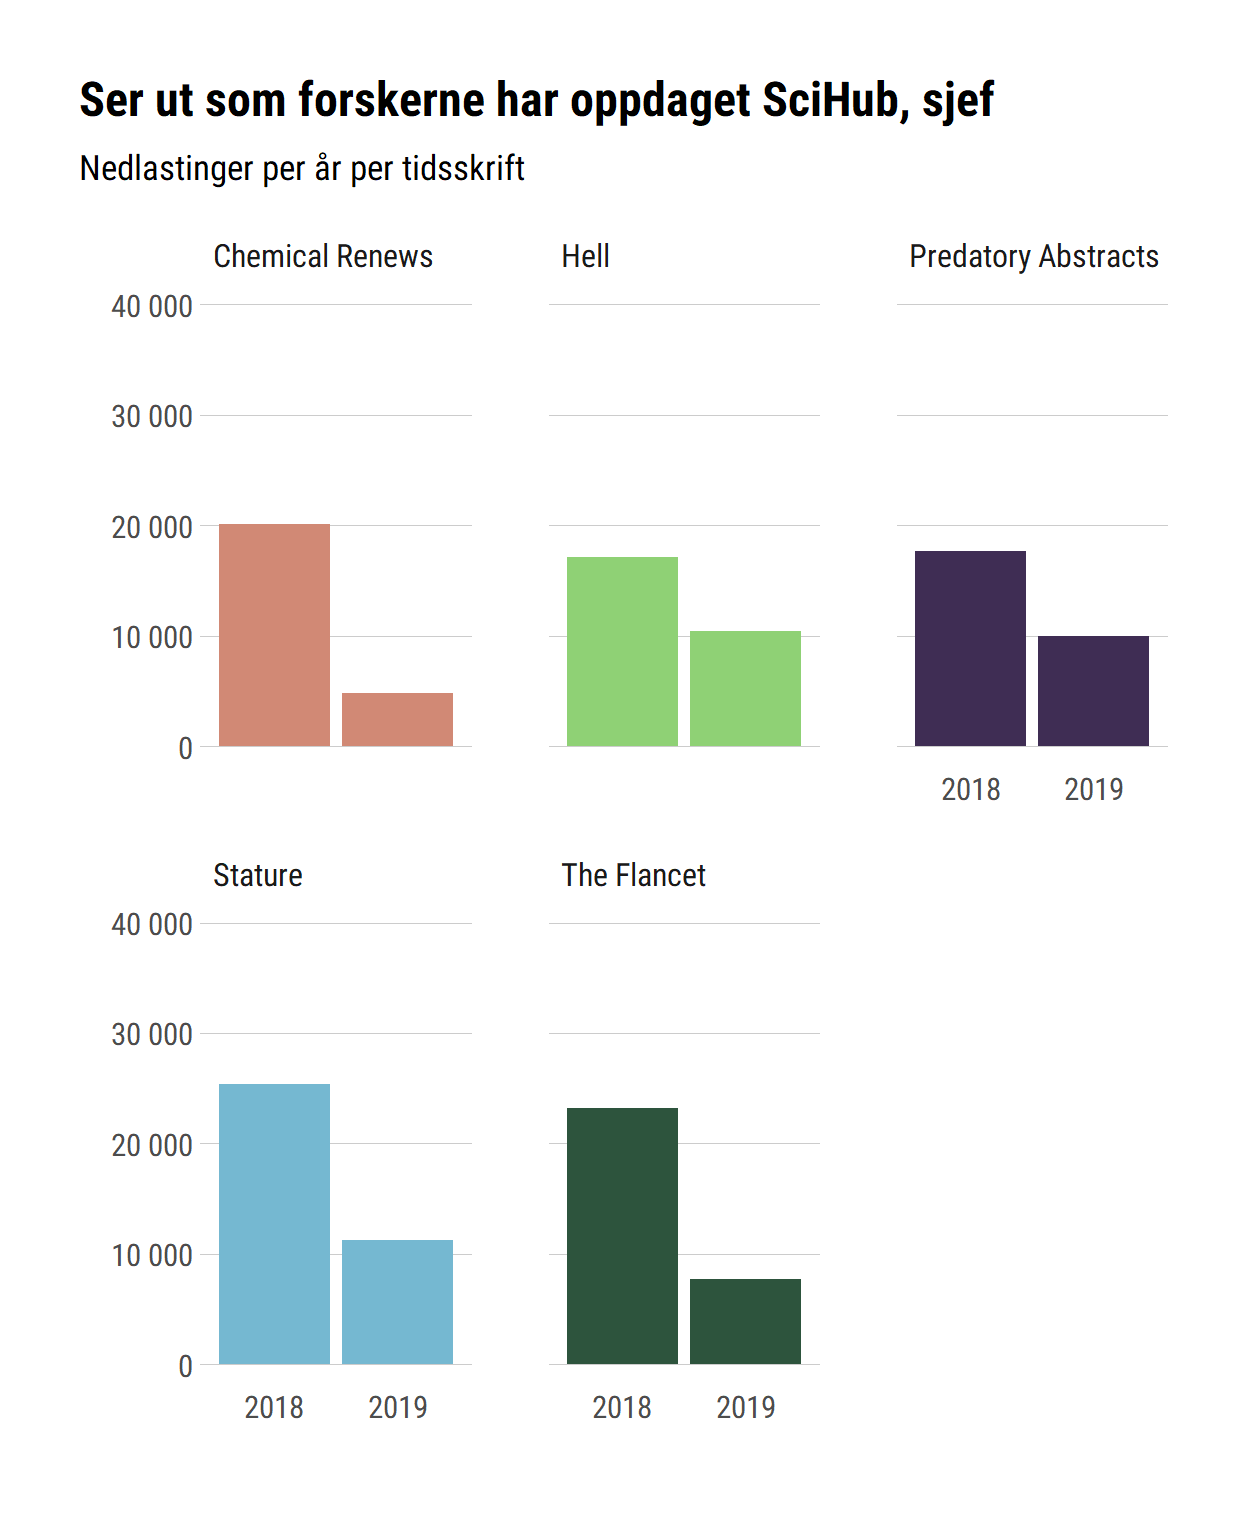 Ser ut som forskerne har oppdaget SciHub, sjef
Nedlastinger per år per tidsskrift
Chemical Renews
Hell
Predatory Abstracts
40 000
30 000
20 000
10 000
0
2018 2019
Stature
The Flancet
40 000
30 000
20 000
10 000
0
2018 2019
2018 2019